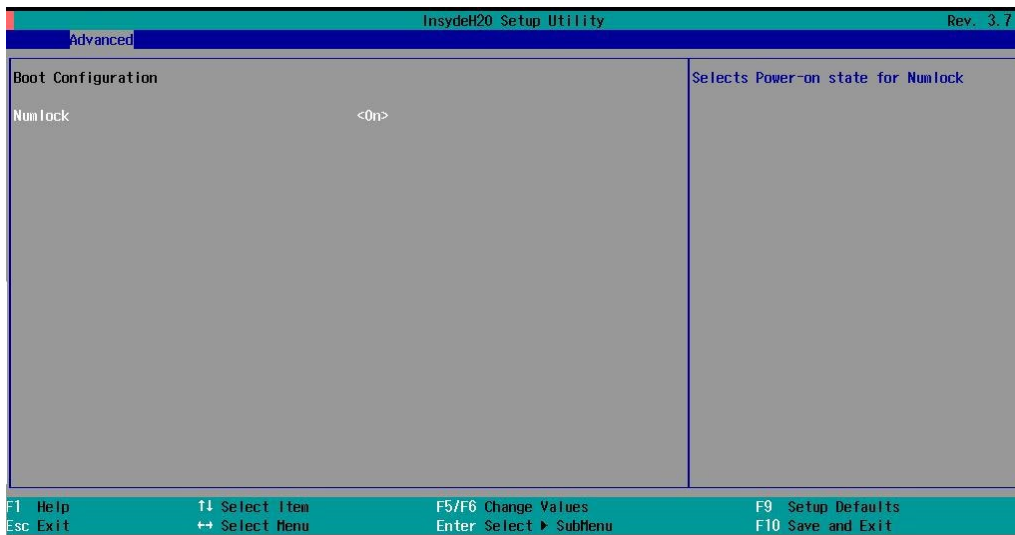 InsydeH20 Setup Utility Rev. 3.7
Advanced
Boot Configuration
Selects Power-on state for Numlock
Numlock <On>
F1 Help ↑↓ Select Item F5/F6 Change Values F9 Setup Defaults
Esc Exit ↔ Select Menu Enter Select ▶ SubMenu F10 Save and Exit